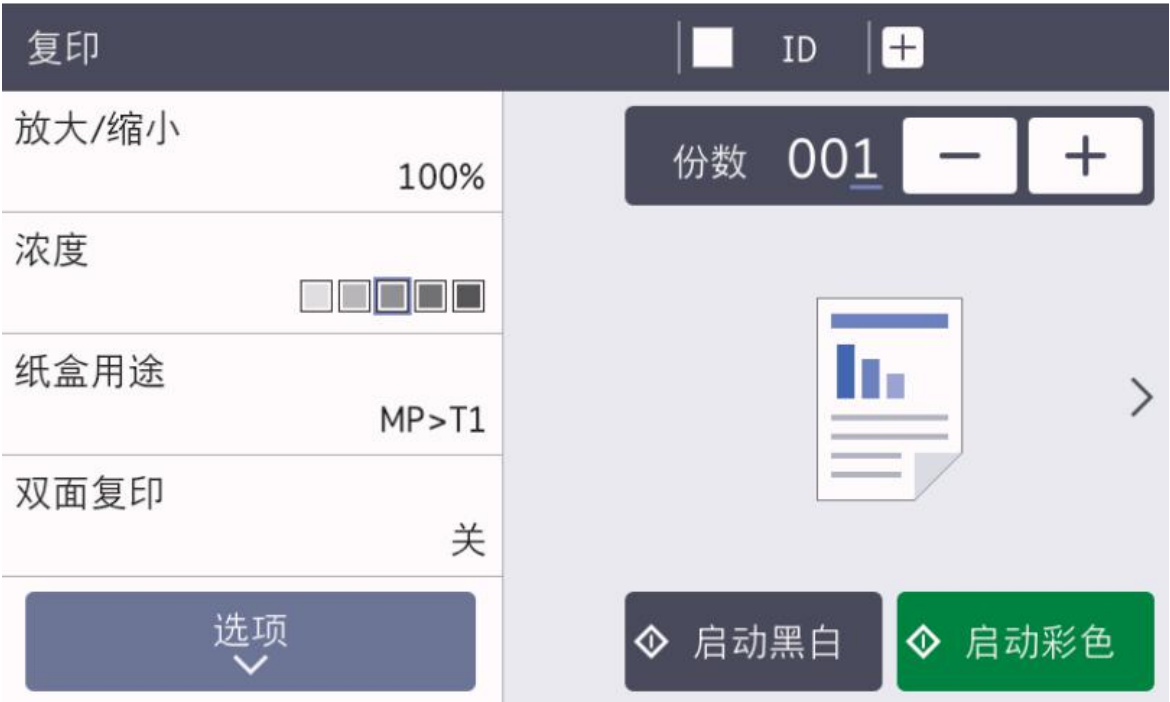 复印
ID
放大/缩小
100%
浓度
纸盒用途
MP>T1
双面复印
关
选项
份数 001 − +
启动黑白
启动彩色